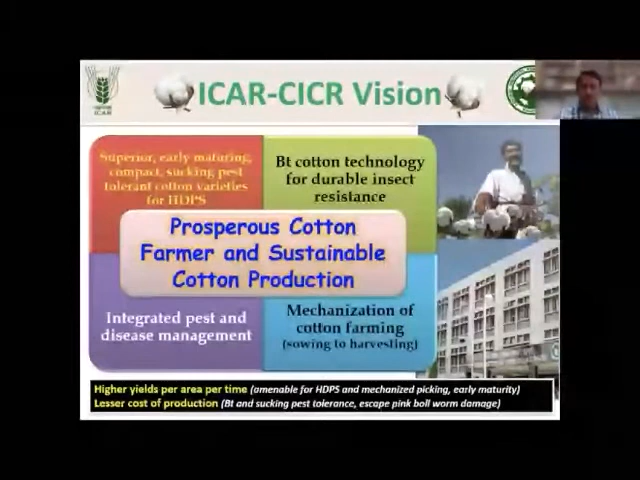 ICAR
ICAR-CICR Vision
Superior, early maturing,
compact, sucking pest
tolerant cotton varieties
for HDPS
Bt cotton technology
for durable insect
resistance
Prosperous Cotton
Farmer and Sustainable
Cotton Production
Integrated pest and
disease management
Mechanization of
cotton farming
(sowing to harvesting)
Higher yields per area per time (amenable for HDPS and mechanized picking, early maturity)
Lesser cost of production (Bt and sucking pest tolerance, escape pink boll worm damage)